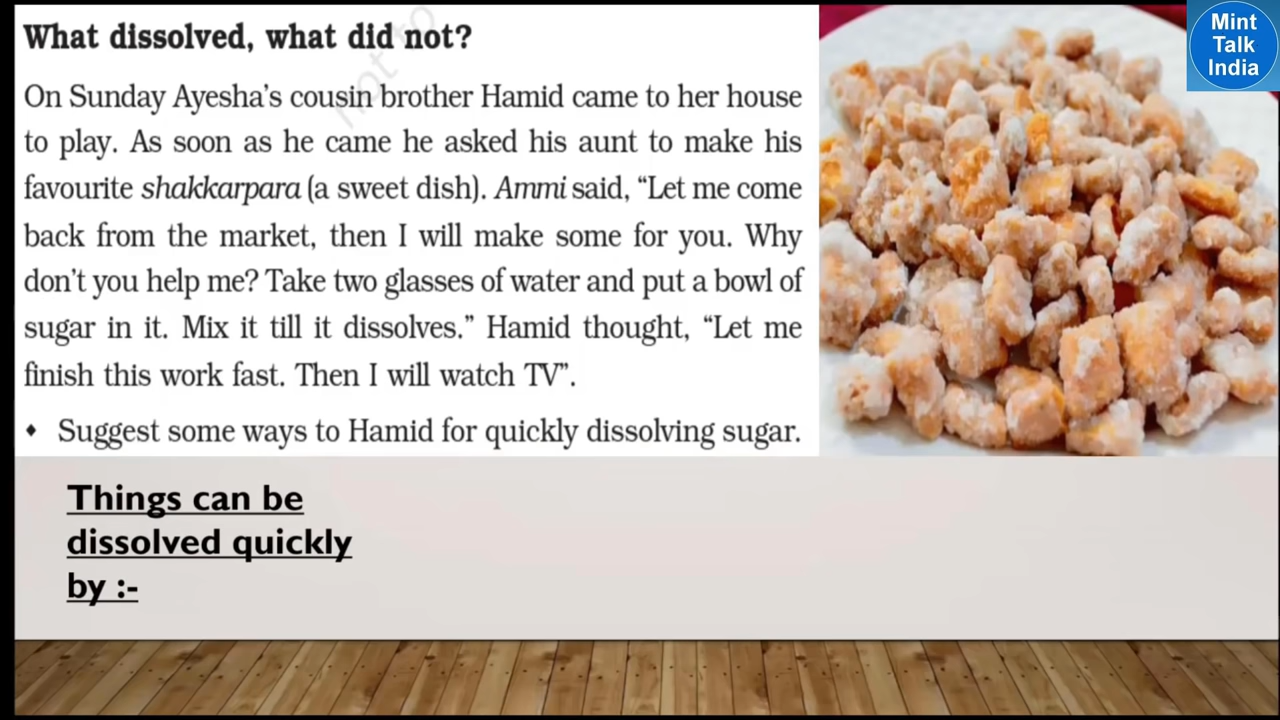 What dissolved, what did not?
On Sunday Ayesha's cousin brother Hamid came to her house
to play. As soon as he came he asked his aunt to make his
favourite shakkarpara (a sweet dish). Ammi said, “Let me come
back from the market, then I will make some for you. Why
don't you help me? Take two glasses of water and put a bowl of
sugar in it. Mix it till it dissolves.” Hamid thought, “Let me
finish this work fast. Then I will watch TV”.
♦ Suggest some ways to Hamid for quickly dissolving sugar.
Things can be
dissolved quickly
by :-
Mint
Talk
India
not to